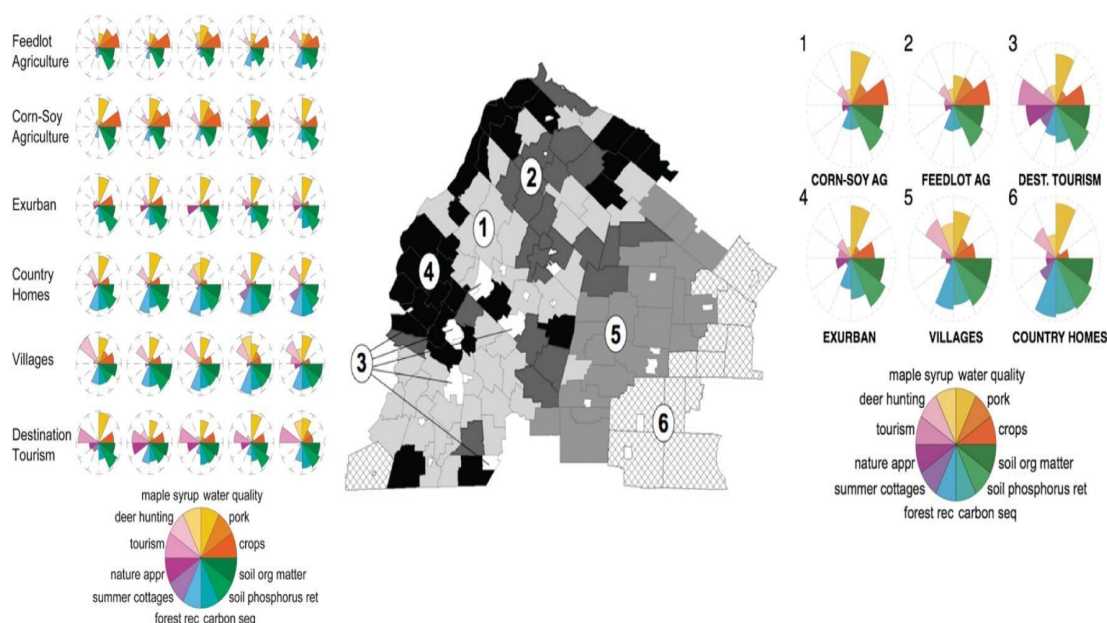 Feedlot
Agriculture
Corn-Soy
Agriculture
Exurban
Country
Homes
Villages
Destination
Tourism
maple syrup water quality
deer hunting
pork
tourism
crops
nature appr
soil org matter
summer cottages
soil phosphorus ret
forest rec carbon seq
1
2
3
4
5
6
1
2
3
CORN-SOY AG
FEEDLOT AG
DEST. TOURISM
4
5
6
EXURBAN
VILLAGES
COUNTRY HOMES
maple syrup water quality
deer hunting
pork
tourism
crops
nature appr
soil org matter
summer cottages
soil phosphorus ret
forest rec carbon seq